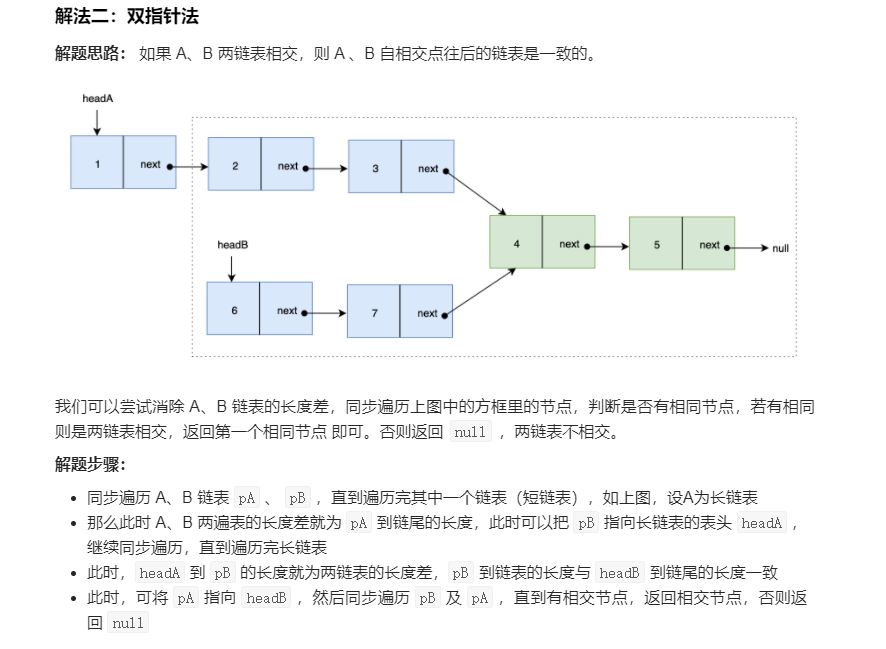 解法二：双指针法
解题思路： 如果 A、B 两链表相交，则 A 、B 自相交点往后的链表是一致的。
headA
1 next 2 next 3 next
4 next 5 next null
headB
6 next 7 next
我们可以尝试消除 A、B 链表的长度差，同步遍历上图中的方框里的节点，判断是否有相同节点，若有相同
则是两链表相交，返回第一个相同节点 即可。否则返回 null ，两链表不相交。
解题步骤：
• 同步遍历 A、B 链表 pA 、 pB ，直到遍历完其中一个链表（短链表），如上图，设A为长链表
• 那么此时 A、B 两遍表的长度差就为 pA 到链尾的长度，此时可以把 pB 指向长链表的表头 headA ，
继续同步遍历，直到遍历完长链表
• 此时， headA 到 pB 的长度就为两链表的长度差， pB 到链表的长度与 headB 到链尾的长度一致
• 此时，可将 pA 指向 headB ，然后同步遍历 pB 及 pA ，直到有相交节点，返回相交节点，否则返
回 null